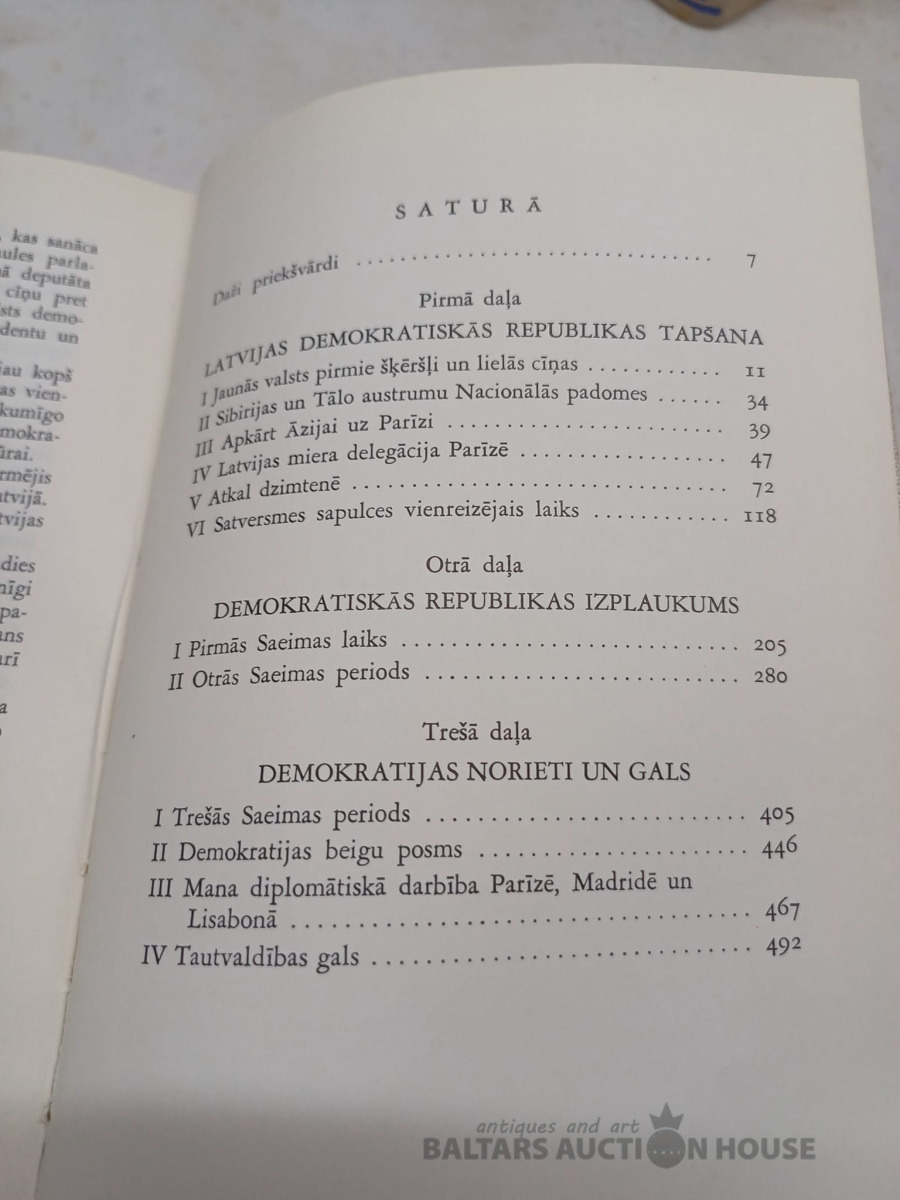 kas sanāca
deputāta
cīņu pret
dentu un
kopš
SATURĀ
Daži priekšvārdi 7
Pirmā daļa
LATVIJAS DEMOKRATISKĀS REPUBLIKAS TAPŠANA
I Jaunās valsts pirmie šķēršļi un lielās cīņas 11
II Sibirijas un Tālo austrumu Nacionālās padomes 34
III Apkārt Āzijai uz Parīzi 39
IV Latvijas miera delegācija Parīzē 47
V Atkal dzimtenē 72
VI Satversmes sapulces vienreizējais laiks 118
Otrā daļa
DEMOKRATISKĀS REPUBLIKAS IZPLAUKUMS
I Pirmās Saeimas laiks 205
II Otrās Saeimas periods 280
Trešā daļa
DEMOKRATIJAS NORIETI UN GALS
I Trešās Saeimas periods 405
II Demokratijas beigu posms 446
III Mana diplomātiskā darbība Parīzē, Madridē un
Lisabonā 467
IV Tautvaldības gals 492
antiques and art
BALTARS AUCTION HOUSE